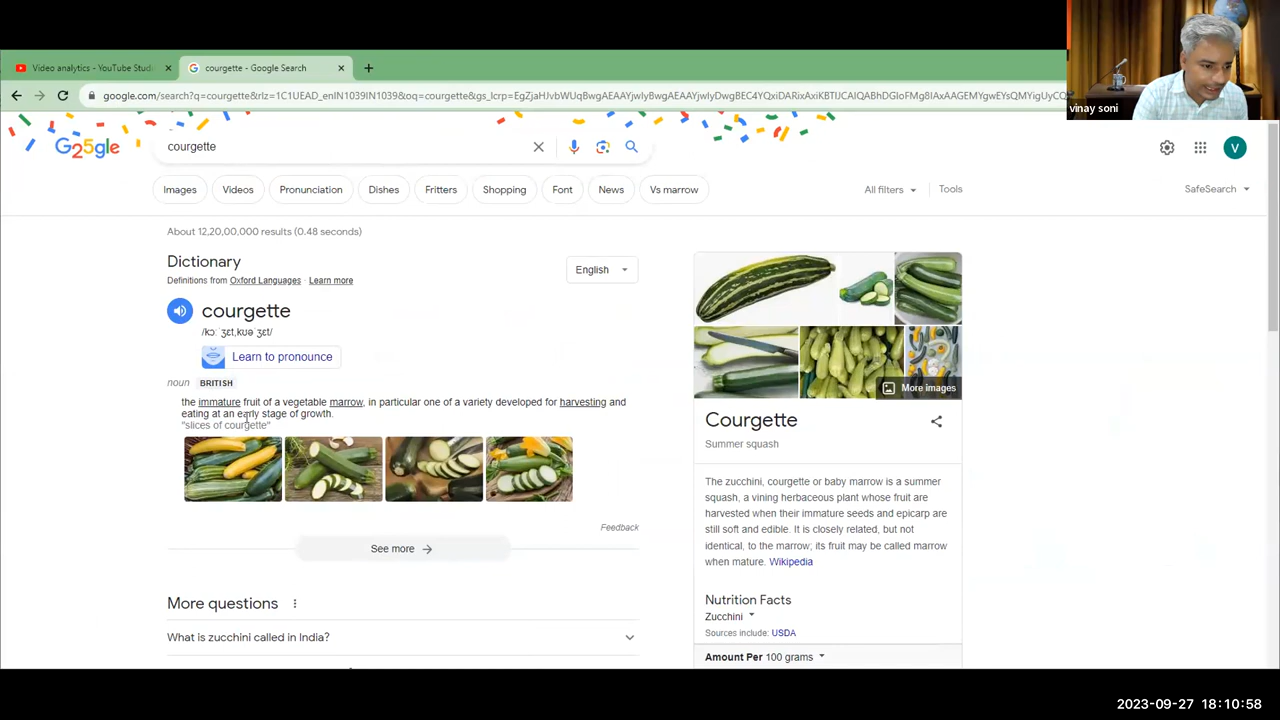 vinay soni
Video analytics - YouTube Studi
courgette - Google Search
google.com/search?q=courgette&rlz=1C1UEAD_enIN1039IN1039&oq=courgette&gs_lcrp=
G25gle
courgette
Images
Videos
Pronunciation
Dishes
Fritters
Shopping
Font
News
Vs marrow
All filters
Tools
SafeSearch
V
About 12,20,00,000 results (0.48 seconds)
Dictionary
English
Definitions from Oxford Languages · Learn more
courgette
/kɔːˈʒɛt,kʊəˈʒɛt/
Learn to pronounce
noun BRITISH
the immature fruit of a vegetable marrow, in particular one of a variety developed for harvesting and
eating at an early stage of growth.
"slices of courgette"
Feedback
See more
More questions
What is zucchini called in India?
More images
Courgette
Summer squash
The zucchini, courgette or baby marrow is a summer
squash, a vining herbaceous plant whose fruit are
harvested when their immature seeds and epicarp are
still soft and edible. It is closely related, but not
identical, to the marrow; its fruit may be called marrow
when mature. Wikipedia
Nutrition Facts
Zucchini
Sources include: USDA
Amount Per 100 grams
2023-09-27 18:10:58